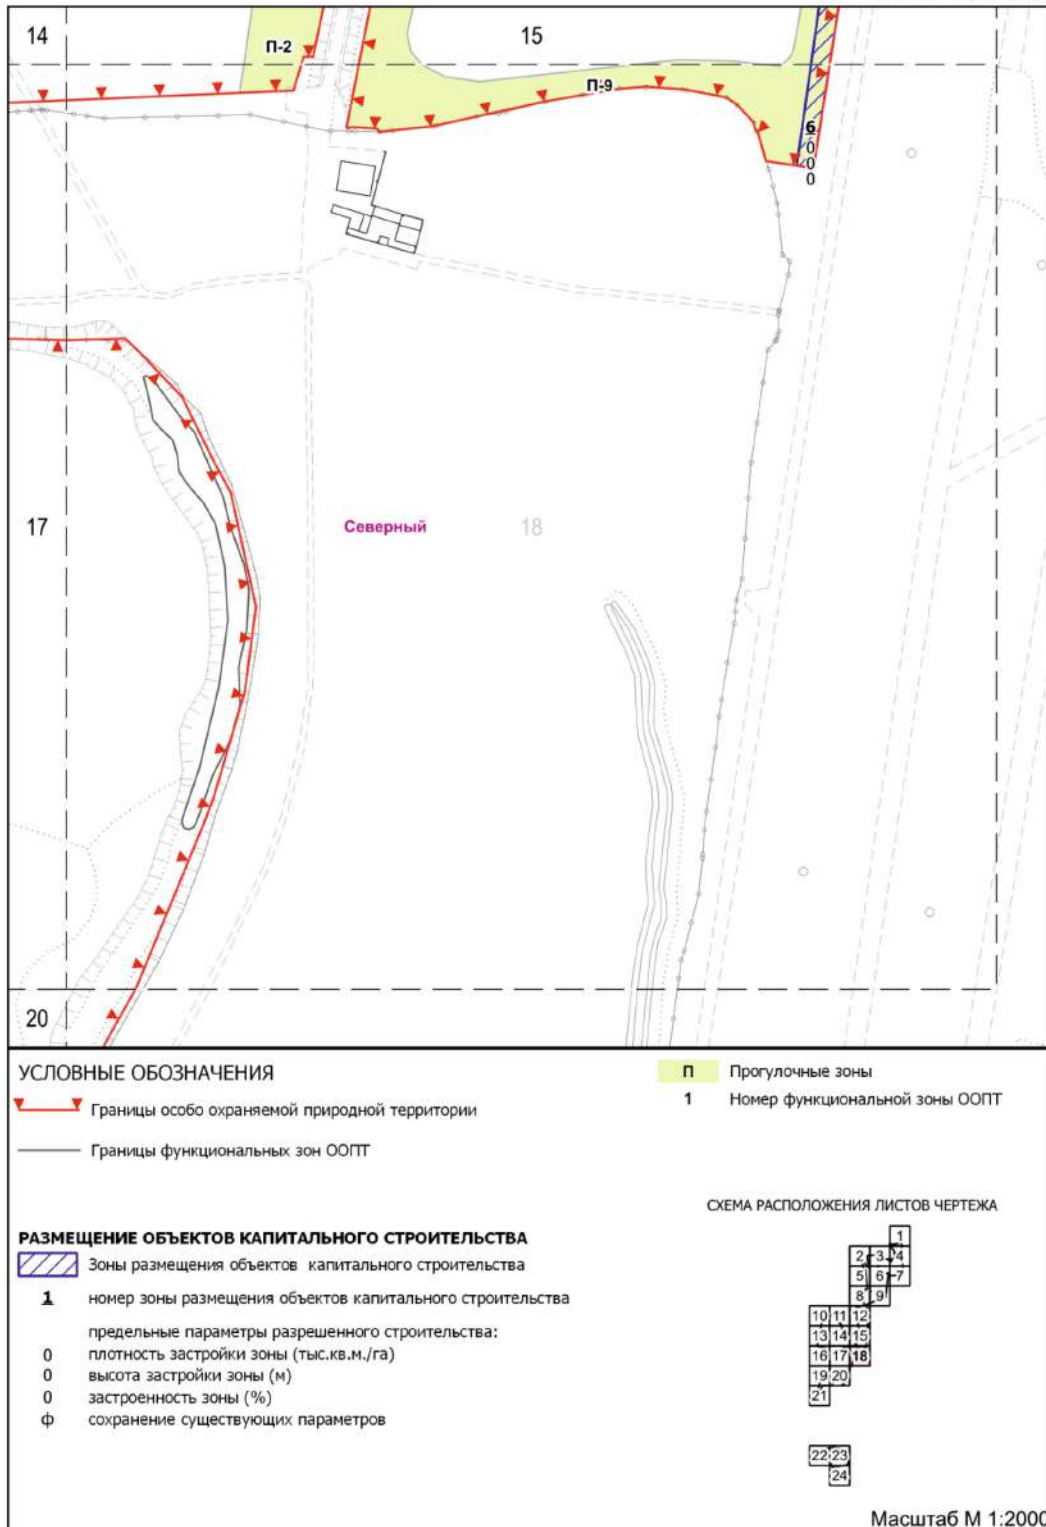 14
15
П-2
П-9
6
0
0
0
17
Северный
18
20
УСЛОВНЫЕ ОБОЗНАЧЕНИЯ
Границы особо охраняемой природной территории
Границы функциональных зон ООПТ
П Прогулочные зоны
1 Номер функциональной зоны ООПТ
РАЗМЕЩЕНИЕ ОБЪЕКТОВ КАПИТАЛЬНОГО СТРОИТЕЛЬСТВА
Зоны размещения объектов капитального строительства
1 номер зоны размещения объектов капитального строительства
предельные параметры разрешенного строительства:
0 плотность застройки зоны (тыс.кв.м./га)
0 высота застройки зоны (м)
0 застроенность зоны (%)
ф сохранение существующих параметров
СХЕМА РАСПОЛОЖЕНИЯ ЛИСТОВ ЧЕРТЕЖА
1
2 3 4
5 6 7
8 9
10 11 12
13 14 15
16 17 18
19 20
21
22 23
24
Масштаб М 1:2000